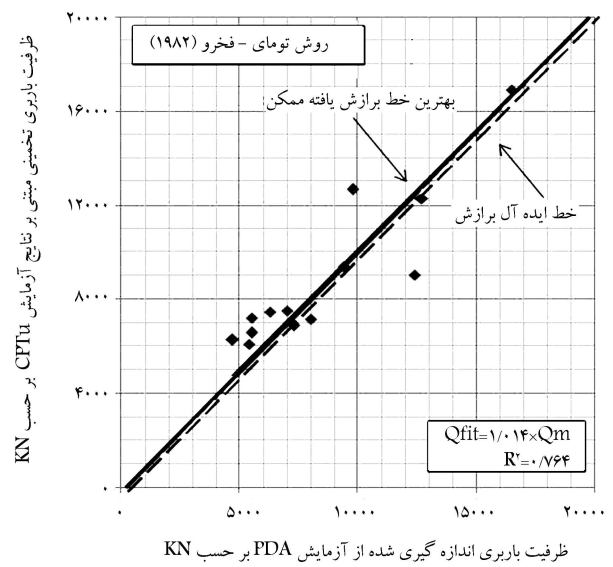 روش تومای - فخرو (۱۹۸۲)
بهترین خط برازش یافته ممکن
خط ایده آل برازش
Qfit=۱/۰۱۴×Qm
R²=۰/۷۶۴
۲۰۰۰۰
۱۶۰۰۰
۱۲۰۰۰
۸۰۰۰
۴۰۰۰
۰
۵۰۰۰
۱۰۰۰۰
۱۵۰۰۰
۲۰۰۰۰
ظرفیت باربری تخمینی مبتنی بر نتایج آزمایش CPTu بر حسب KN
ظرفیت باربری اندازه گیری شده از آزمایش PDA بر حسب KN